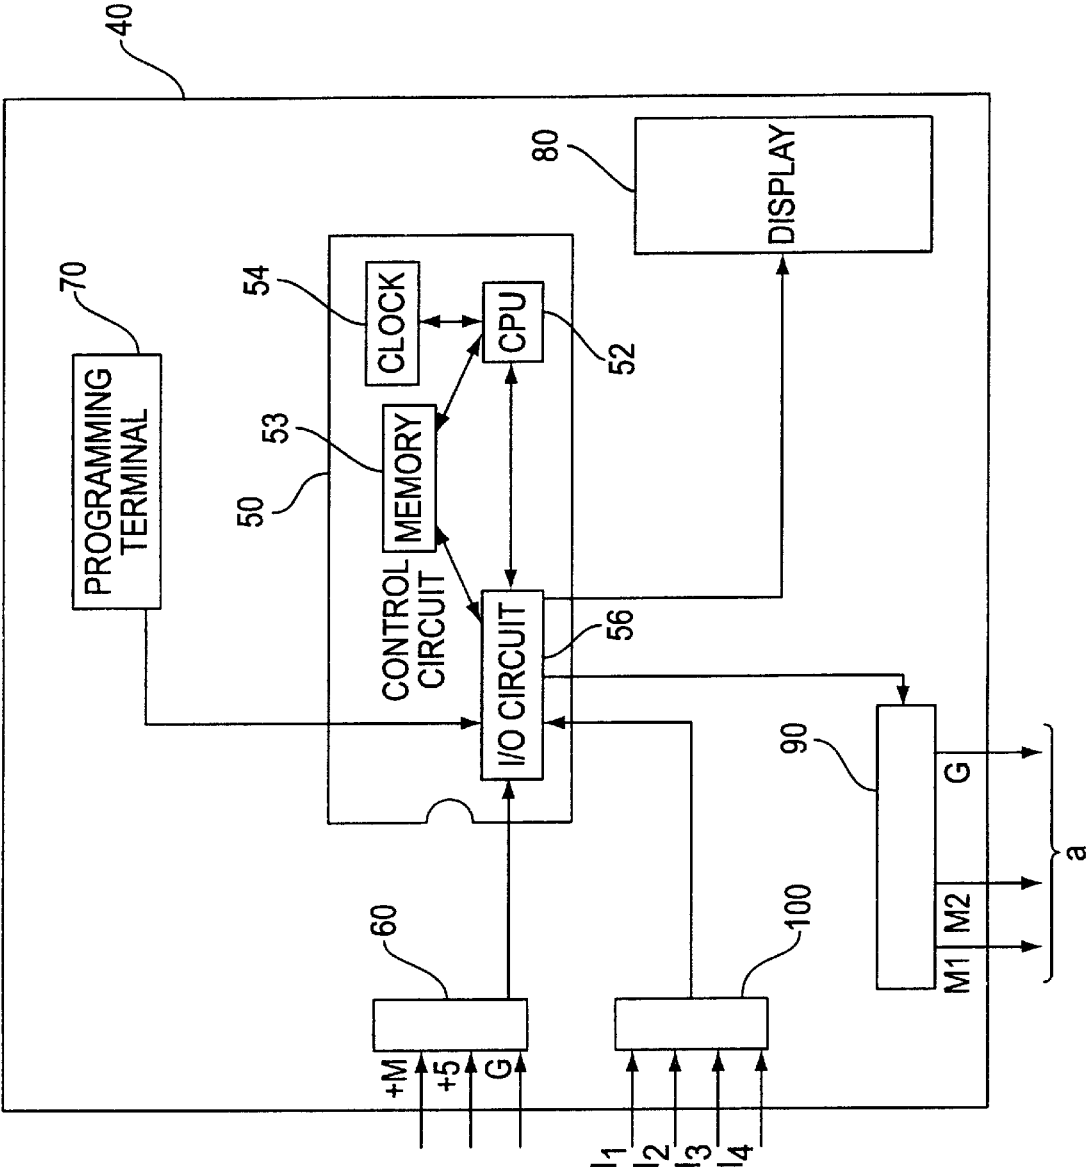 40
70
PROGRAMMING
TERMINAL
50
54
CLOCK
53
MEMORY
CPU
52
CONTROL
CIRCUIT
I/O CIRCUIT
56
80
DISPLAY
60
+M
+5
G
100
I1
I2
I3
I4
90
M1
M2
G
a